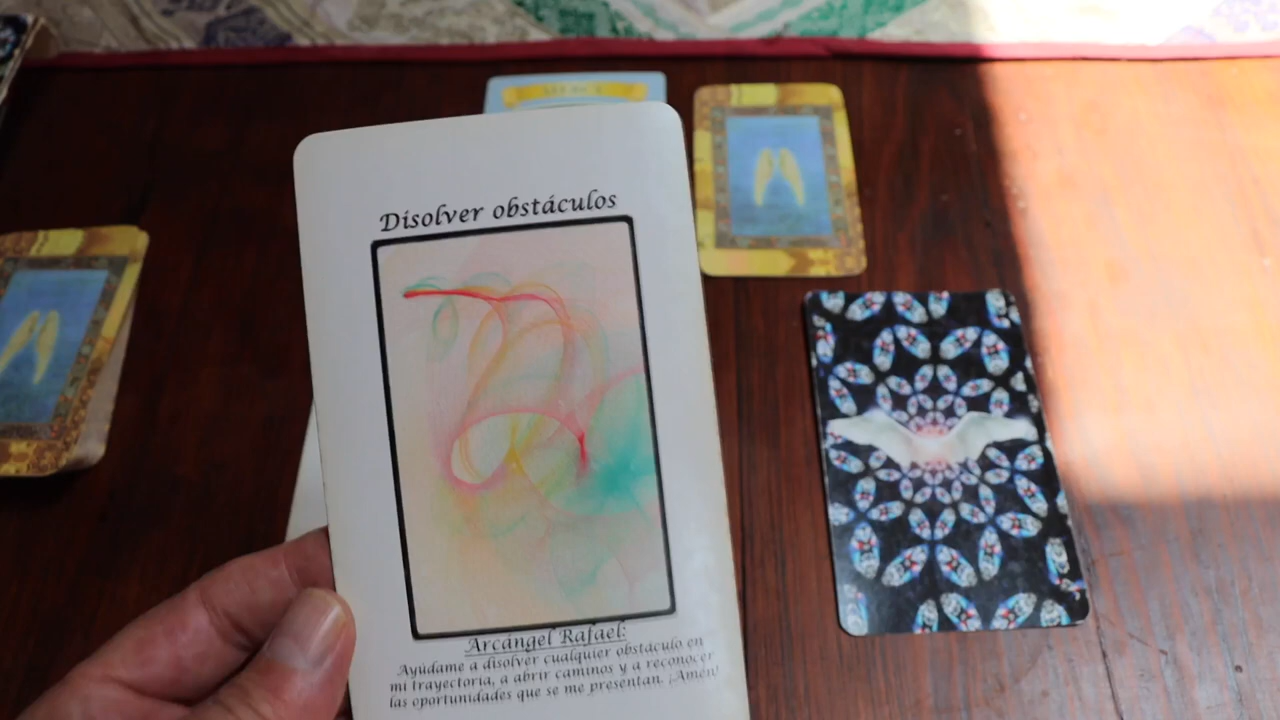 Disolver obstáculos
Arcángel Rafael:
Ayúdame a disolver cualquier obstáculo en
mi trayectoria, a abrir caminos y a reconocer
las oportunidades que se me presentan. ¡Amén!